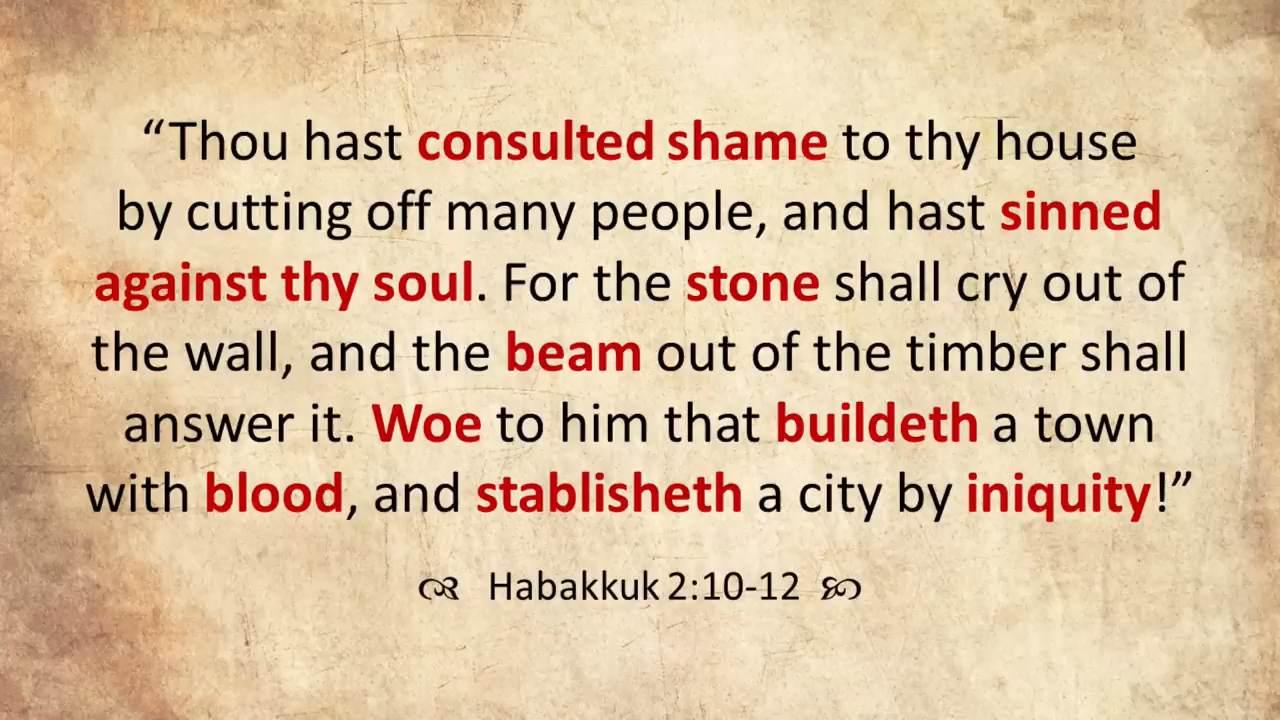 “Thou hast consulted shame to thy house
by cutting off many people, and hast sinned
against thy soul. For the stone shall cry out of
the wall, and the beam out of the timber shall
answer it. Woe to him that buildeth a town
with blood, and stablisheth a city by iniquity!”
Habakkuk 2:10-12